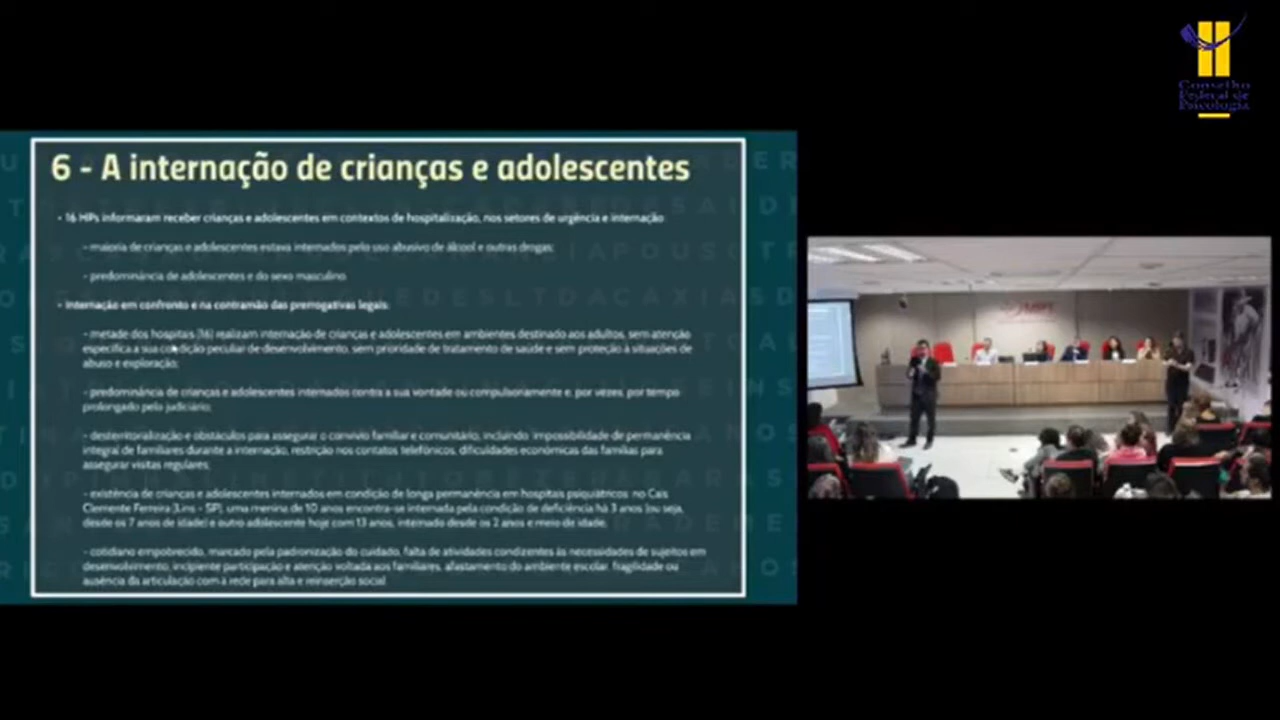 Conselho
Federal de
Psicologia
6 - A internação de crianças e adolescentes
- 16 HPs informaram receber crianças e adolescentes em contextos de hospitalização, nos setores de urgência e internação
- maioria de crianças e adolescentes estava internados pelo uso abusivo de álcool e outras drogas;
- predominância de adolescentes e do sexo masculino.
- Internação em confronto e na contramão das prerrogativas legais:
- metade dos hospitais (16) realizam internação de crianças e adolescentes em ambientes destinado aos adultos, sem atenção
específica a sua condição peculiar de desenvolvimento, sem prioridade de tratamento de saúde e sem proteção à situações de
abuso e exploração;
- predominância de crianças e adolescentes internados contra a sua vontade ou compulsoriamente e, por vezes, por tempo
prolongado pelo judiciário;
- desterritorialização e obstáculos para assegurar o convívio familiar e comunitário, incluindo impossibilidade de permanência
integral de familiares durante a internação, restrição nos contatos telefônicos, dificuldades econômicas das famílias para
assegurar visitas regulares;
- existência de crianças e adolescentes internados em condição de longa permanência em hospitais psiquiátricos: no Cais
Clemente Ferreira (Lins - SP), uma menina de 10 anos encontra-se internada pela condição de deficiência há 3 anos (ou seja,
desde os 7 anos de idade) e outro adolescente hoje com 13 anos, internado desde os 2 anos e meio de idade.
- cotidiano empobrecido, marcado pela padronização do cuidado, falta de atividades condizentes às necessidades de sujeitos em
desenvolvimento, incipiente participação e atenção voltada aos familiares, afastamento do ambiente escolar, fragilidade ou
ausência da articulação com a rede para alta e reinserção social